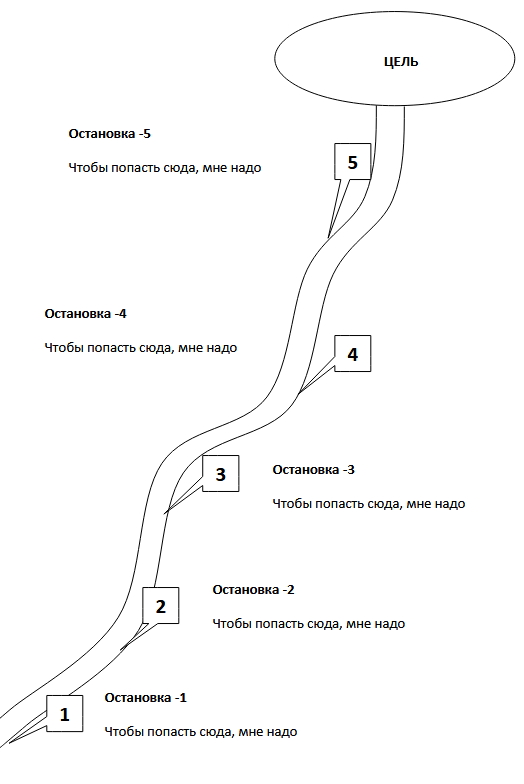 ЦЕЛЬ
Остановка -5
5
Чтобы попасть сюда, мне надо
Остановка -4
Чтобы попасть сюда, мне надо
4
3
Остановка -3
Чтобы попасть сюда, мне надо
2
Остановка -2
Чтобы попасть сюда, мне надо
1
Остановка -1
Чтобы попасть сюда, мне надо